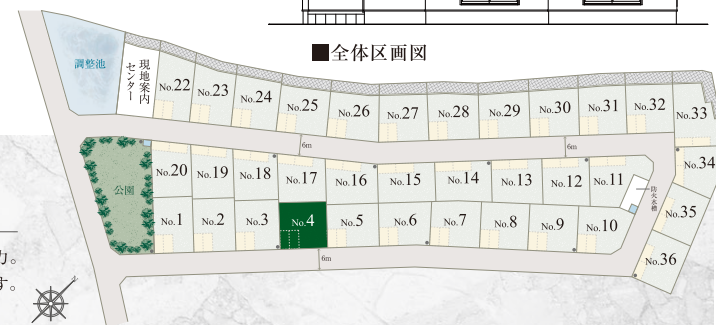 ■全体区画図
調整池
現地案内
センター
No.22
No.23
No.24
No.25
No.26
No.27
No.28
No.29
No.30
No.31
No.32
No.33
6m
6m
No.34
公園
No.20
No.19
No.18
No.17
No.16
No.15
No.14
No.13
No.12
No.11
防火水槽
No.35
No.1
No.2
No.3
No.4
No.5
No.6
No.7
No.8
No.9
No.10
No.36
6m
力。
す。
N